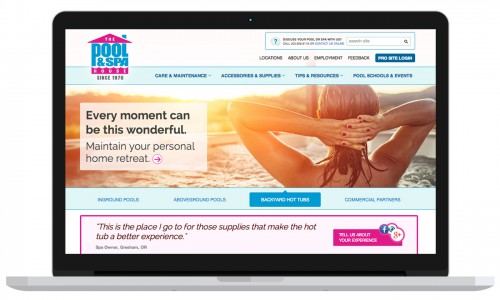 THE
POOL
& SPA
HOUSE
SINCE 1970
DISCUSS YOUR POOL OR SPA WITH US!
OR CONTACT US ONLINE
search site
LOCATIONS
ABOUT US
EMPLOYMENT
FEEDBACK
PRO SITE LOGIN
CARE & MAINTENANCE
ACCESSORIES & SUPPLIES
TIPS & RESOURCES
POOL SCHOOLS & EVENTS
Every moment can
be this wonderful.
Maintain your personal
home retreat.
INGROUND POOLS
ABOVEGROUND POOLS
BACKYARD HOT TUBS
COMMERCIAL PARTNERS
"This is the place I go to for those supplies that make the hot
tub a better experience."
Spa Owner, Gresham, OR
TELL US ABOUT
YOUR EXPERIENCE
f
g+